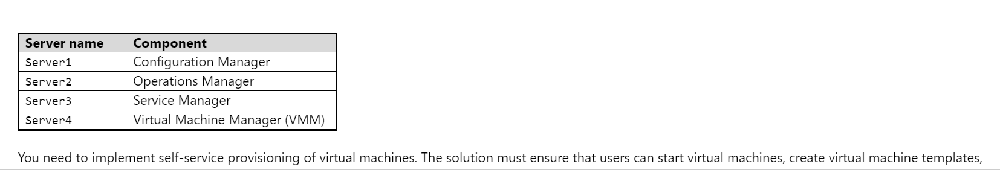 Server name Component
Server1 Configuration Manager
Server2 Operations Manager
Server3 Service Manager
Server4 Virtual Machine Manager (VMM)
You need to implement self-service provisioning of virtual machines. The solution must ensure that users can start virtual machines, create virtual machine templates,